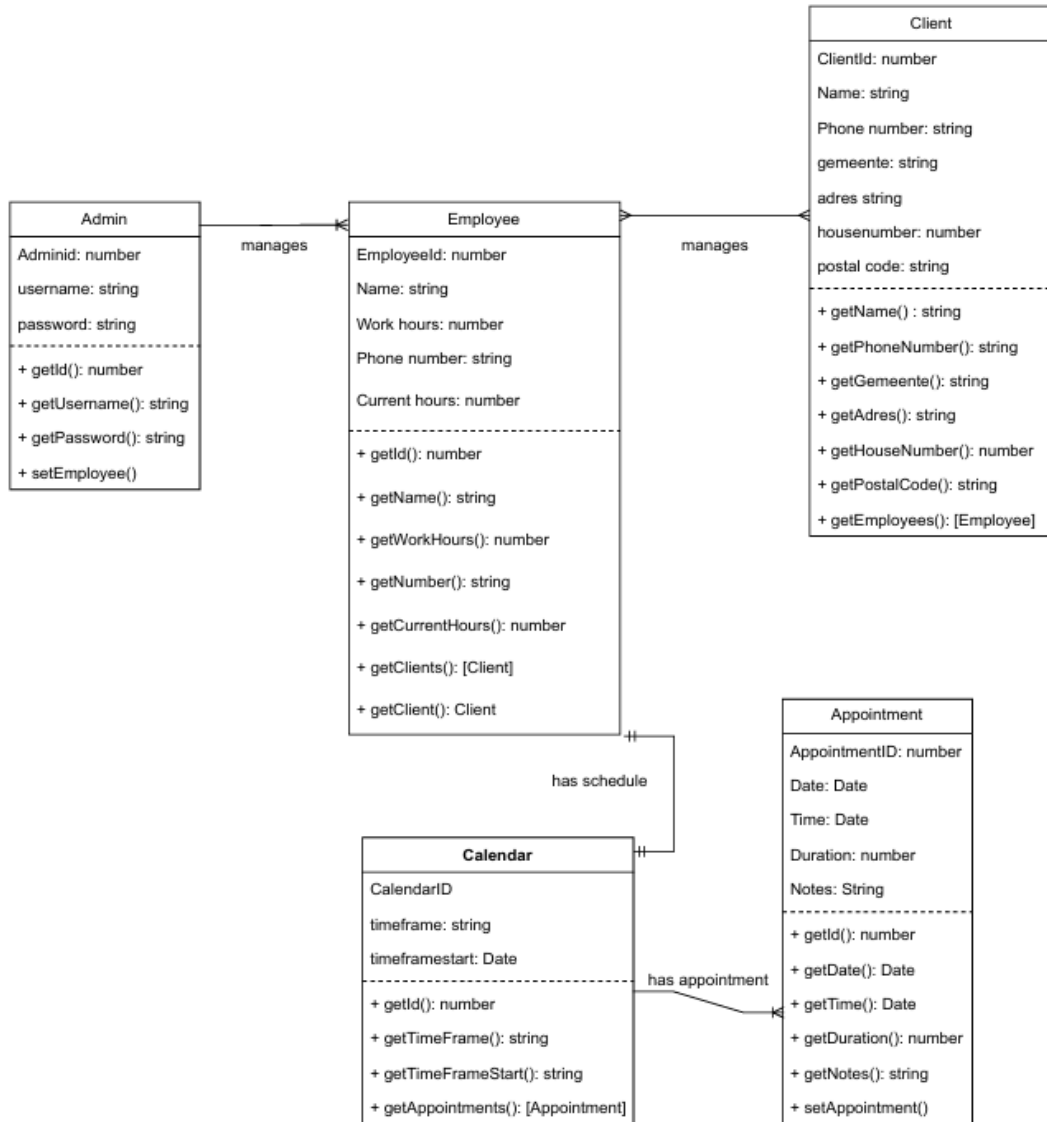 Client
ClientId: number
Name: string
Phone number: string
gemeente: string
adres string
housenumber: number
postal code: string
+ getName() : string
+ getPhoneNumber(): string
+ getGemeente(): string
+ getAdres(): string
+ getHouseNumber(): number
+ getPostalCode(): string
+ getEmployees(): [Employee]
Admin
Adminid: number
username: string
password: string
+ getId(): number
+ getUsername(): string
+ getPassword(): string
+ setEmployee()
manages
Employee
EmployeeId: number
Name: string
Work hours: number
Phone number: string
Current hours: number
+ getId(): number
+ getName(): string
+ getWorkHours(): number
+ getNumber(): string
+ getCurrentHours(): number
+ getClients(): [Client]
+ getClient(): Client
manages
has schedule
Calendar
CalendarID
timeframe: string
timeframestart: Date
+ getId(): number
+ getTimeFrame(): string
+ getTimeFrameStart(): string
+ getAppointments(): [Appointment]
has appointment
Appointment
AppointmentID: number
Date: Date
Time: Date
Duration: number
Notes: String
+ getId(): number
+ getDate(): Date
+ getTime(): Date
+ getDuration(): number
+ getNotes(): string
+ setAppointment()